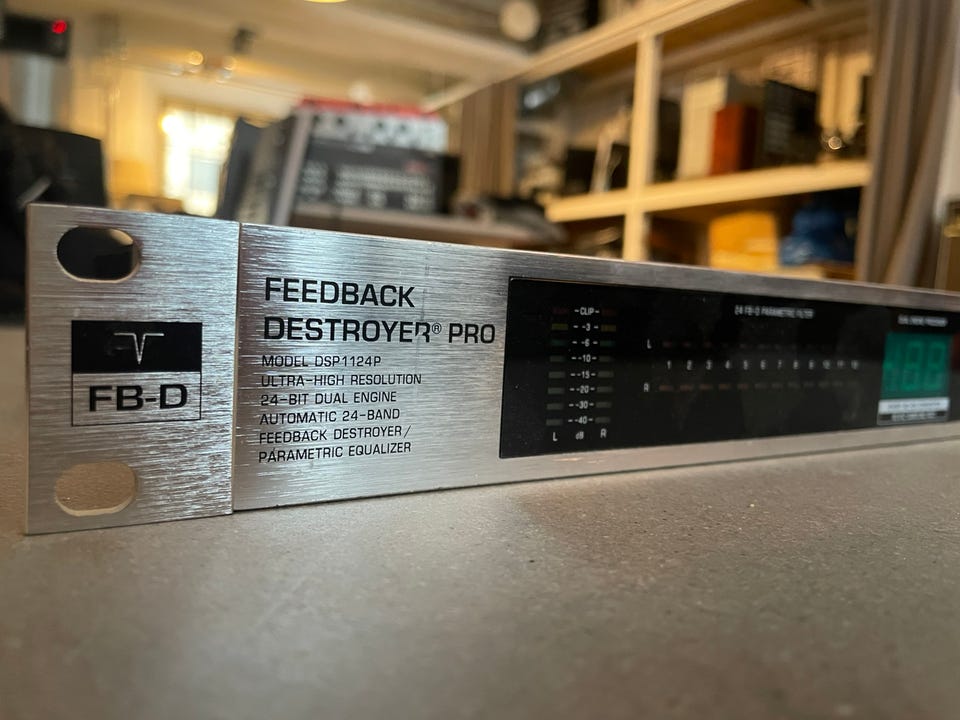 FB-D
FEEDBACK
DESTROYER® PRO
MODEL DSP1124P
ULTRA-HIGH RESOLUTION
24-BIT DUAL ENGINE
AUTOMATIC 24-BAND
FEEDBACK DESTROYER/
PARAMETRIC EQUALIZER
-CLIP-
--3--
--6--
--10--
--15--
--20--
--30--
--40--
L dB R
24 FB-D PARAMETRIC FILTER
L
1 2 3 4 5 6 7 8 9 10 11 12
R